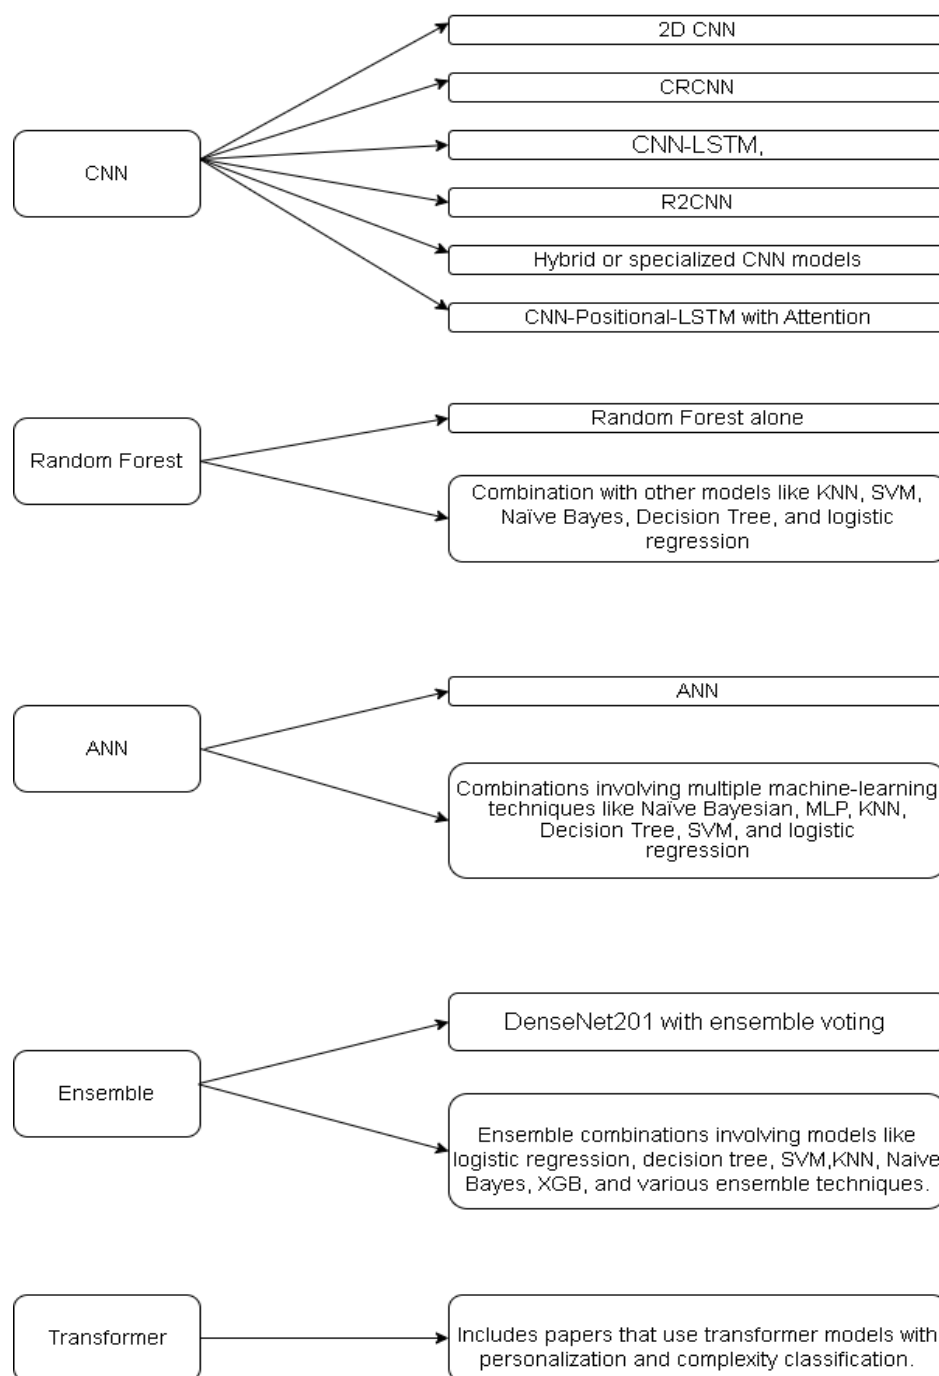 2D CNN
CRCNN
CNN-LSTM,
CNN
R2CNN
Hybrid or specialized CNN models
CNN-Positional-LSTM with Attention
Random Forest alone
Random Forest
Combination with other models like KNN, SVM,
Naïve Bayes, Decision Tree, and logistic
regression
ANN
ANN
Combinations involving multiple machine-learning
techniques like Naïve Bayesian, MLP, KNN,
Decision Tree, SVM, and logistic
regression
DenseNet201 with ensemble voting
Ensemble
Ensemble combinations involving models like
logistic regression, decision tree, SVM,KNN, Naive
Bayes, XGB, and various ensemble techniques.
Transformer
Includes papers that use transformer models with
personalization and complexity classification.